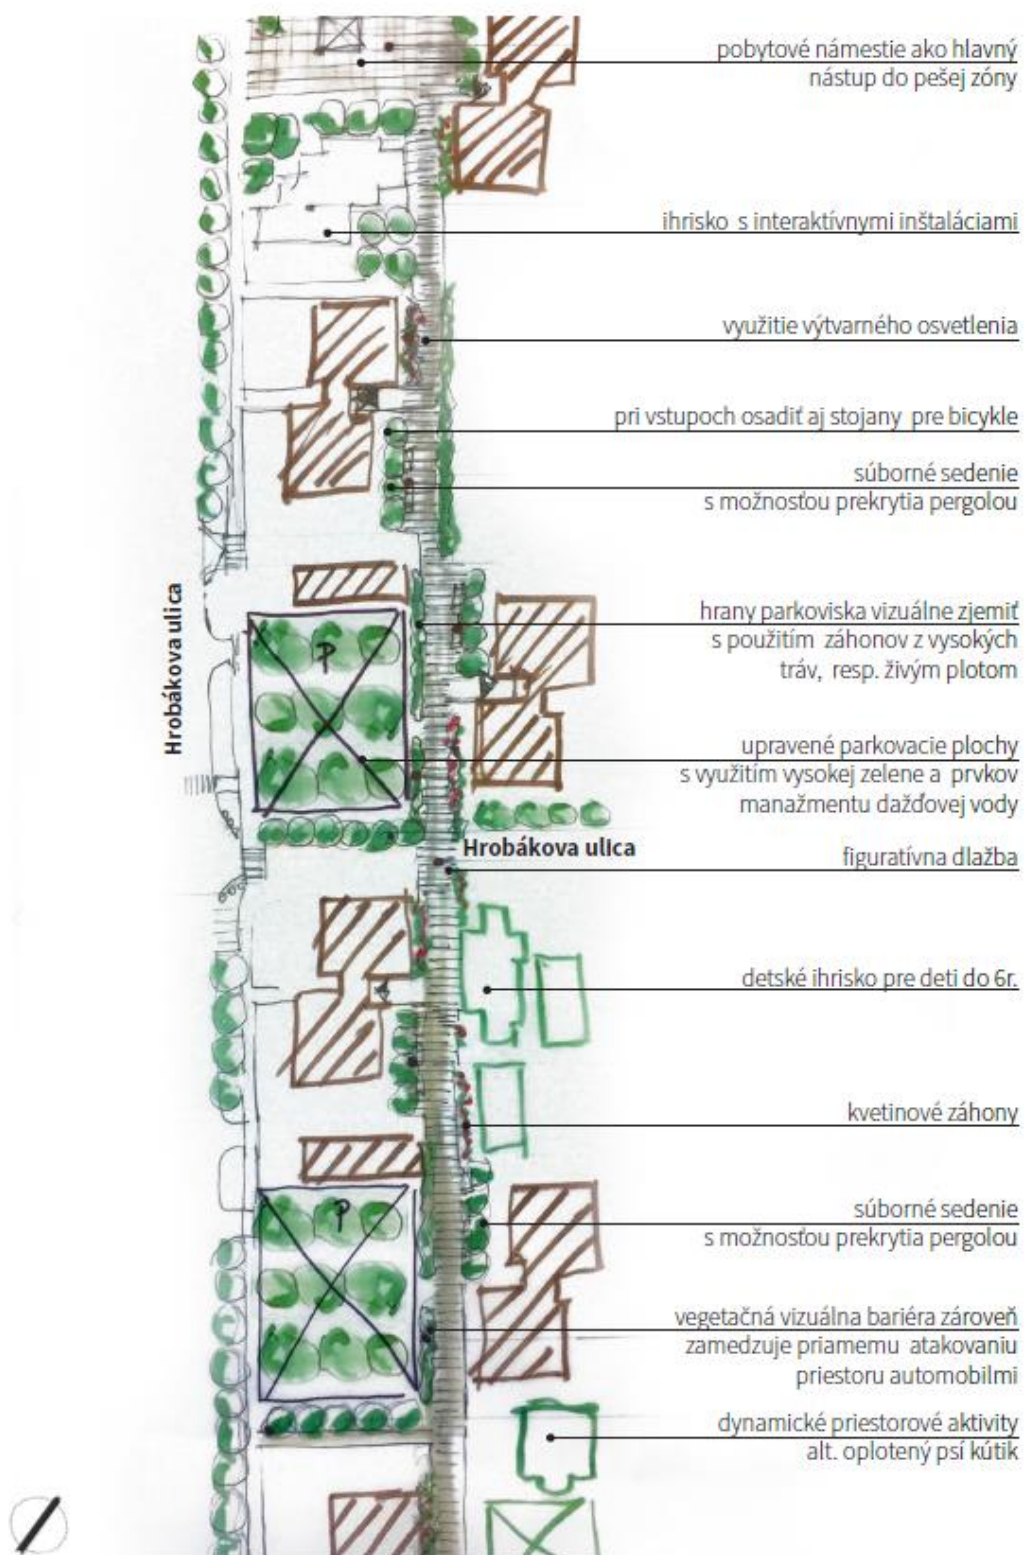 pobytové námestie ako hlavný
nástup do pešej zóny
ihrisko s interaktívnymi inštaláciami
využitie výtvarného osvetlenia
pri vstupoch osadiť aj stojany pre bicykle
súborné sedenie
s možnosťou prekrytia pergolou
Hrobákova ulica
hrany parkoviska vizuálne zjemiť
s použitím záhonov z vysokých
tráv, resp. živým plotom
P
upravené parkovacie plochy
s využitím vysokej zelene a prvkov
manažmentu dažďovej vody
Hrobákova ulica
figuratívna dlažba
detské ihrisko pre deti do 6r.
kvetinové záhony
P
súborné sedenie
s možnosťou prekrytia pergolou
vegetačná vizuálna bariéra zároveň
zamedzuje priamemu atakovaniu
priestoru automobilmi
dynamické priestorové aktivity
alt. oplotený psí kútik